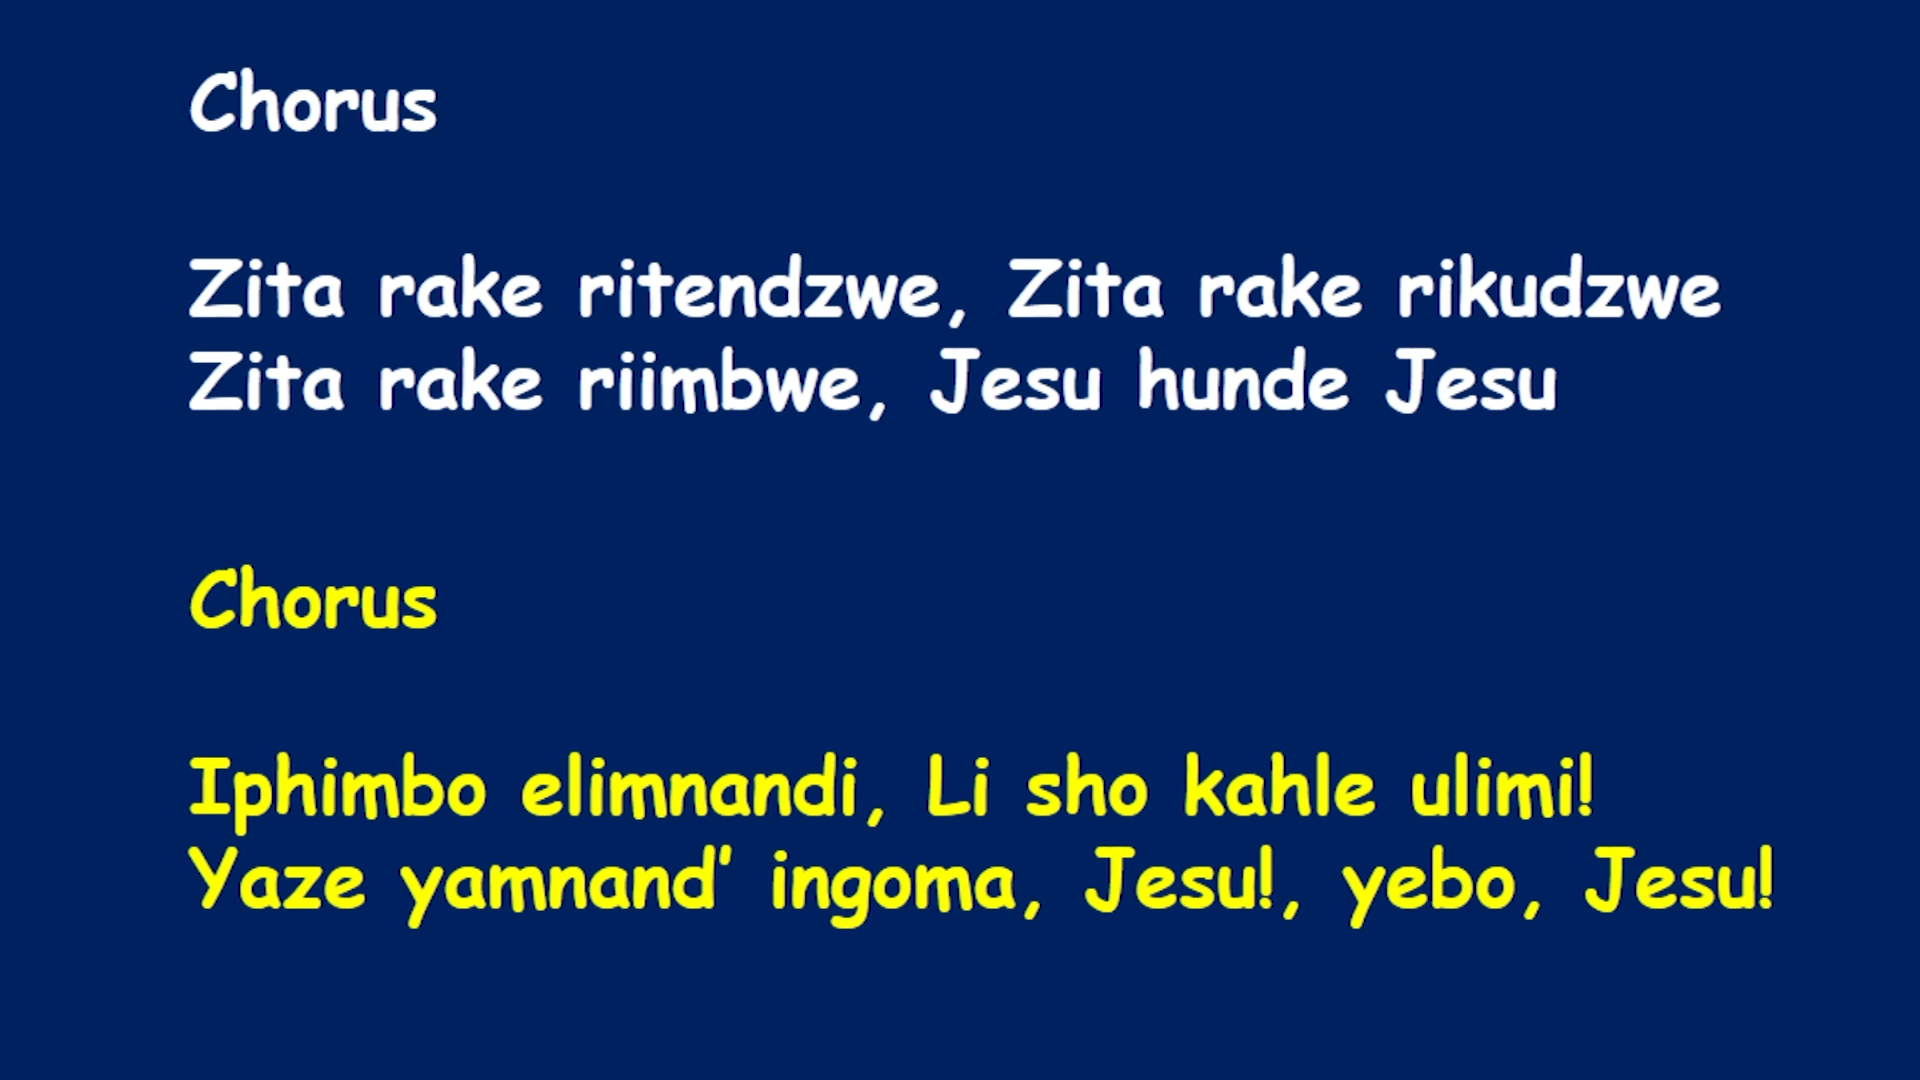 Chorus
Zita rake ritendzwe, Zita rake rikudzwe
Zita rake riimbwe, Jesu hunde Jesu
Chorus
Iphimbo elimnandi, Li sho kahle ulimi!
Yaze yamnand’ ingoma, Jesu!, yebo, Jesu!